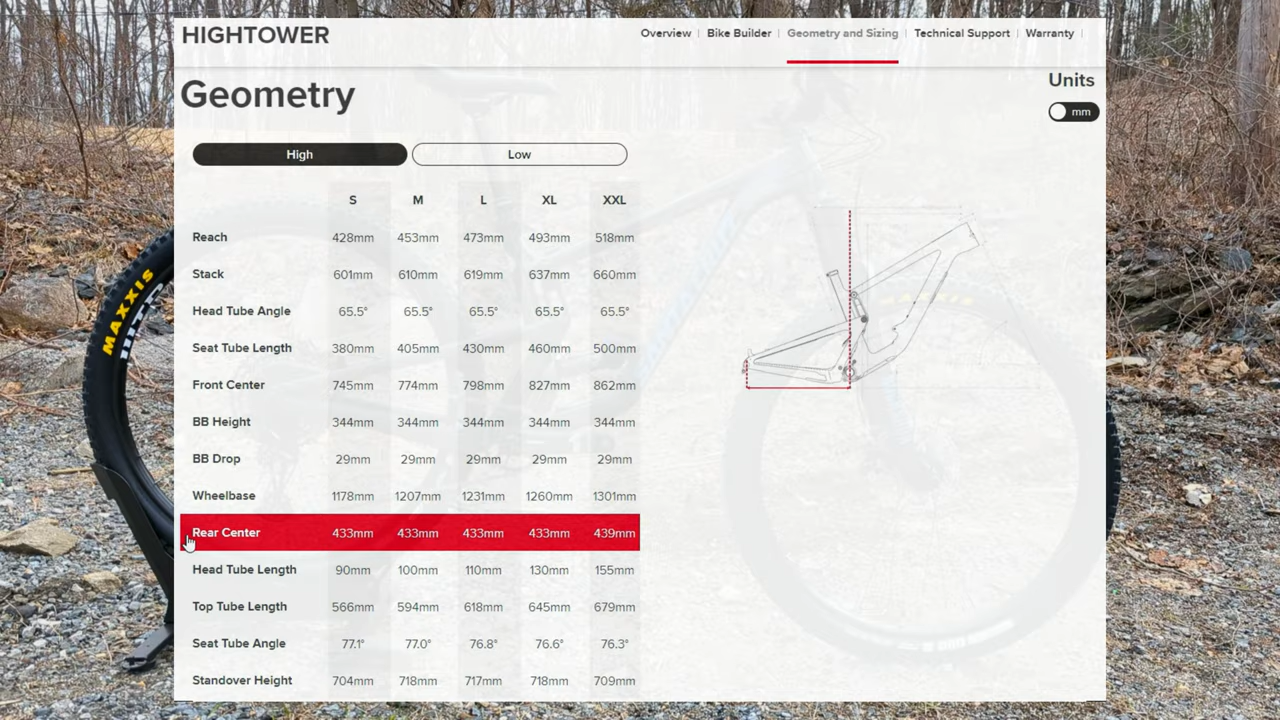 HIGHTOWER
Overview | Bike Builder | Geometry and Sizing | Technical Support | Warranty |
Geometry
Units
mm
High Low
S M L XL XXL
Reach 428mm 453mm 473mm 493mm 518mm
Stack 601mm 610mm 619mm 637mm 660mm
Head Tube Angle 65.5° 65.5° 65.5° 65.5° 65.5°
Seat Tube Length 380mm 405mm 430mm 460mm 500mm
Front Center 745mm 774mm 798mm 827mm 862mm
BB Height 344mm 344mm 344mm 344mm 344mm
BB Drop 29mm 29mm 29mm 29mm 29mm
Wheelbase 1178mm 1207mm 1231mm 1260mm 1301mm
Rear Center 433mm 433mm 433mm 433mm 439mm
Head Tube Length 90mm 100mm 110mm 130mm 155mm
Top Tube Length 566mm 594mm 618mm 645mm 679mm
Seat Tube Angle 77.1° 77.0° 76.8° 76.6° 76.3°
Standover Height 704mm 718mm 717mm 718mm 709mm
MAXXIS
MAXXIS